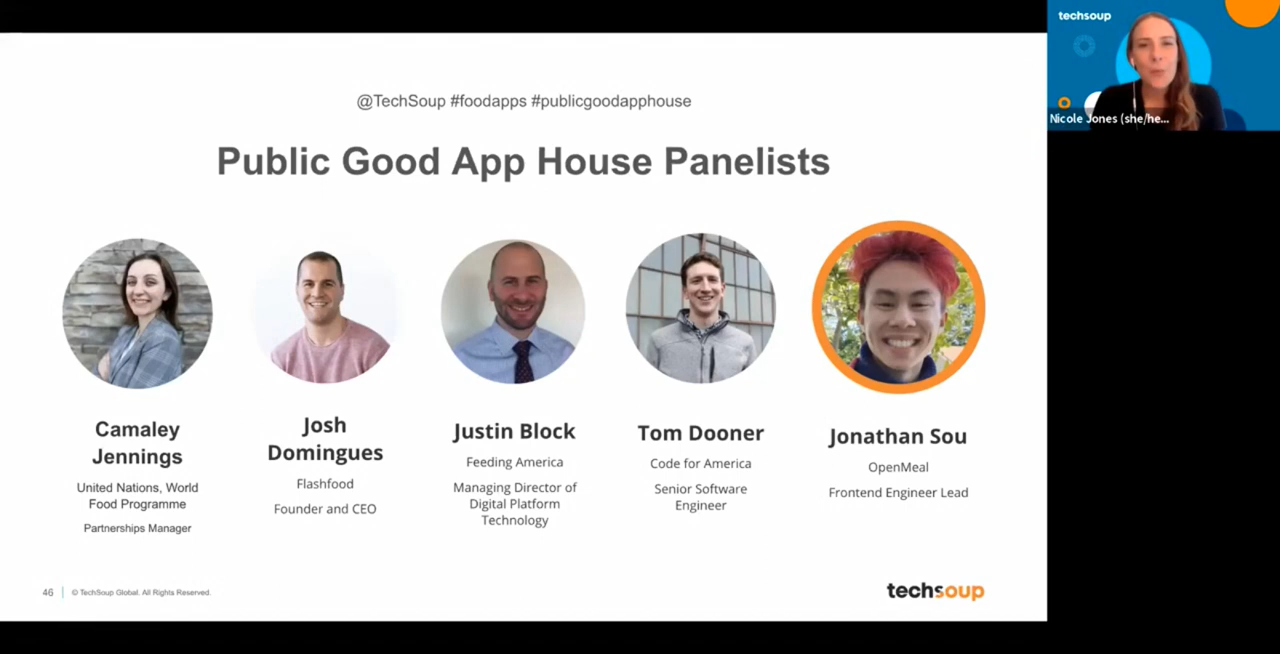 @TechSoup #foodapps #publicgoodapphouse
Public Good App House Panelists
Camaley
Jennings
United Nations, World
Food Programme
Partnerships Manager
Josh
Domingues
Flashfood
Founder and CEO
Justin Block
Feeding America
Managing Director of
Digital Platform
Technology
Tom Dooner
Code for America
Senior Software
Engineer
Jonathan Sou
OpenMeal
Frontend Engineer Lead
46
© TechSoup Global. All Rights Reserved.
techsoup
techsoup
Nicole Jones (she/he...